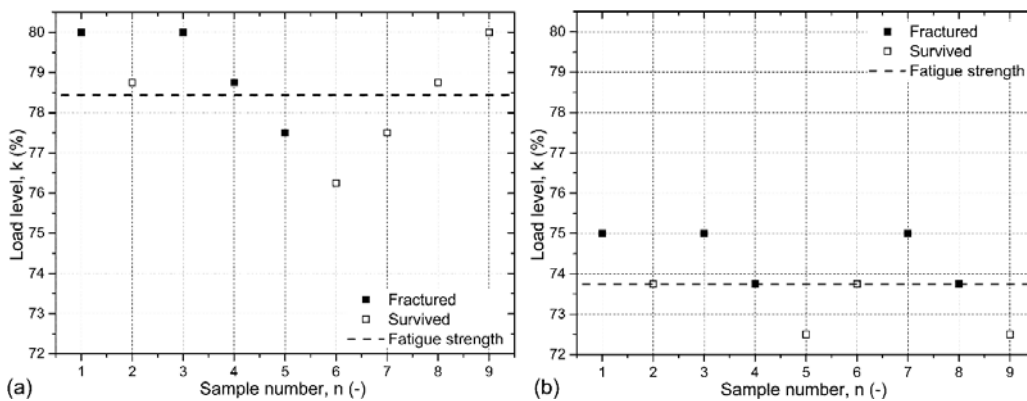 80
79
78
77
76
75
74
73
72
Load level, k (%)
Fractured
Survived
Fatigue strength
1 2 3 4 5 6 7 8 9
Sample number, n (-)
(a)
80
79
78
77
76
75
74
73
72
Load level, k (%)
Fractured
Survived
Fatigue strength
1 2 3 4 5 6 7 8 9
Sample number, n (-)
(b)